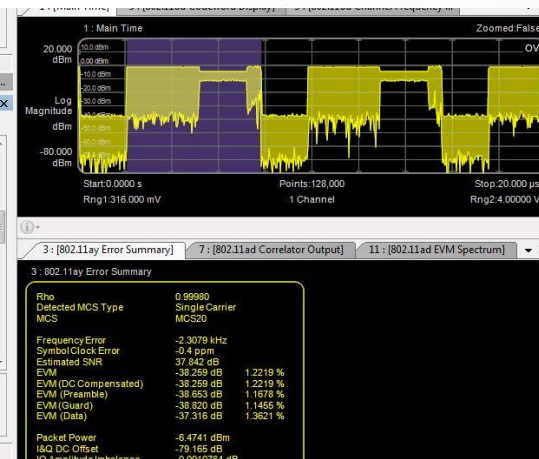 1 : Main Time
Zoomed:False
20.000
dBm
10.0 dBm
0.00 dBm
-10.0 dBm
-20.0 dBm
-30.0 dBm
OV
Log
Magnitude
dBm
-80.000
dBm
Start:0.0000 s
Points:128,000
Stop:20.000 µs
Rng1:316.000 mV
1 Channel
Rng2:4.00000 V
3 : [802.11ay Error Summary]
7 : [802.11ad Correlator Output]
11 : [802.11ad EVM Spectrum]
3 : 802.11ay Error Summary
Rho 0.99980
Detected MCS Type Single Carrier
MCS MCS20
Frequency Error -2.3079 kHz
Symbol Clock Error -0.4 ppm
Estimated SNR 37.842 dB
EVM -38.259 dB 1.2219 %
EVM (DC Compensated) -38.259 dB 1.2219 %
EVM (Preamble) -38.653 dB 1.1678 %
EVM (Guard) -38.820 dB 1.1455 %
EVM (Data) -37.316 dB 1.3621 %
Packet Power -6.4741 dBm
I&Q DC Offset -79.165 dB
IQ Amplitude Imbalance -0.0010764 dB